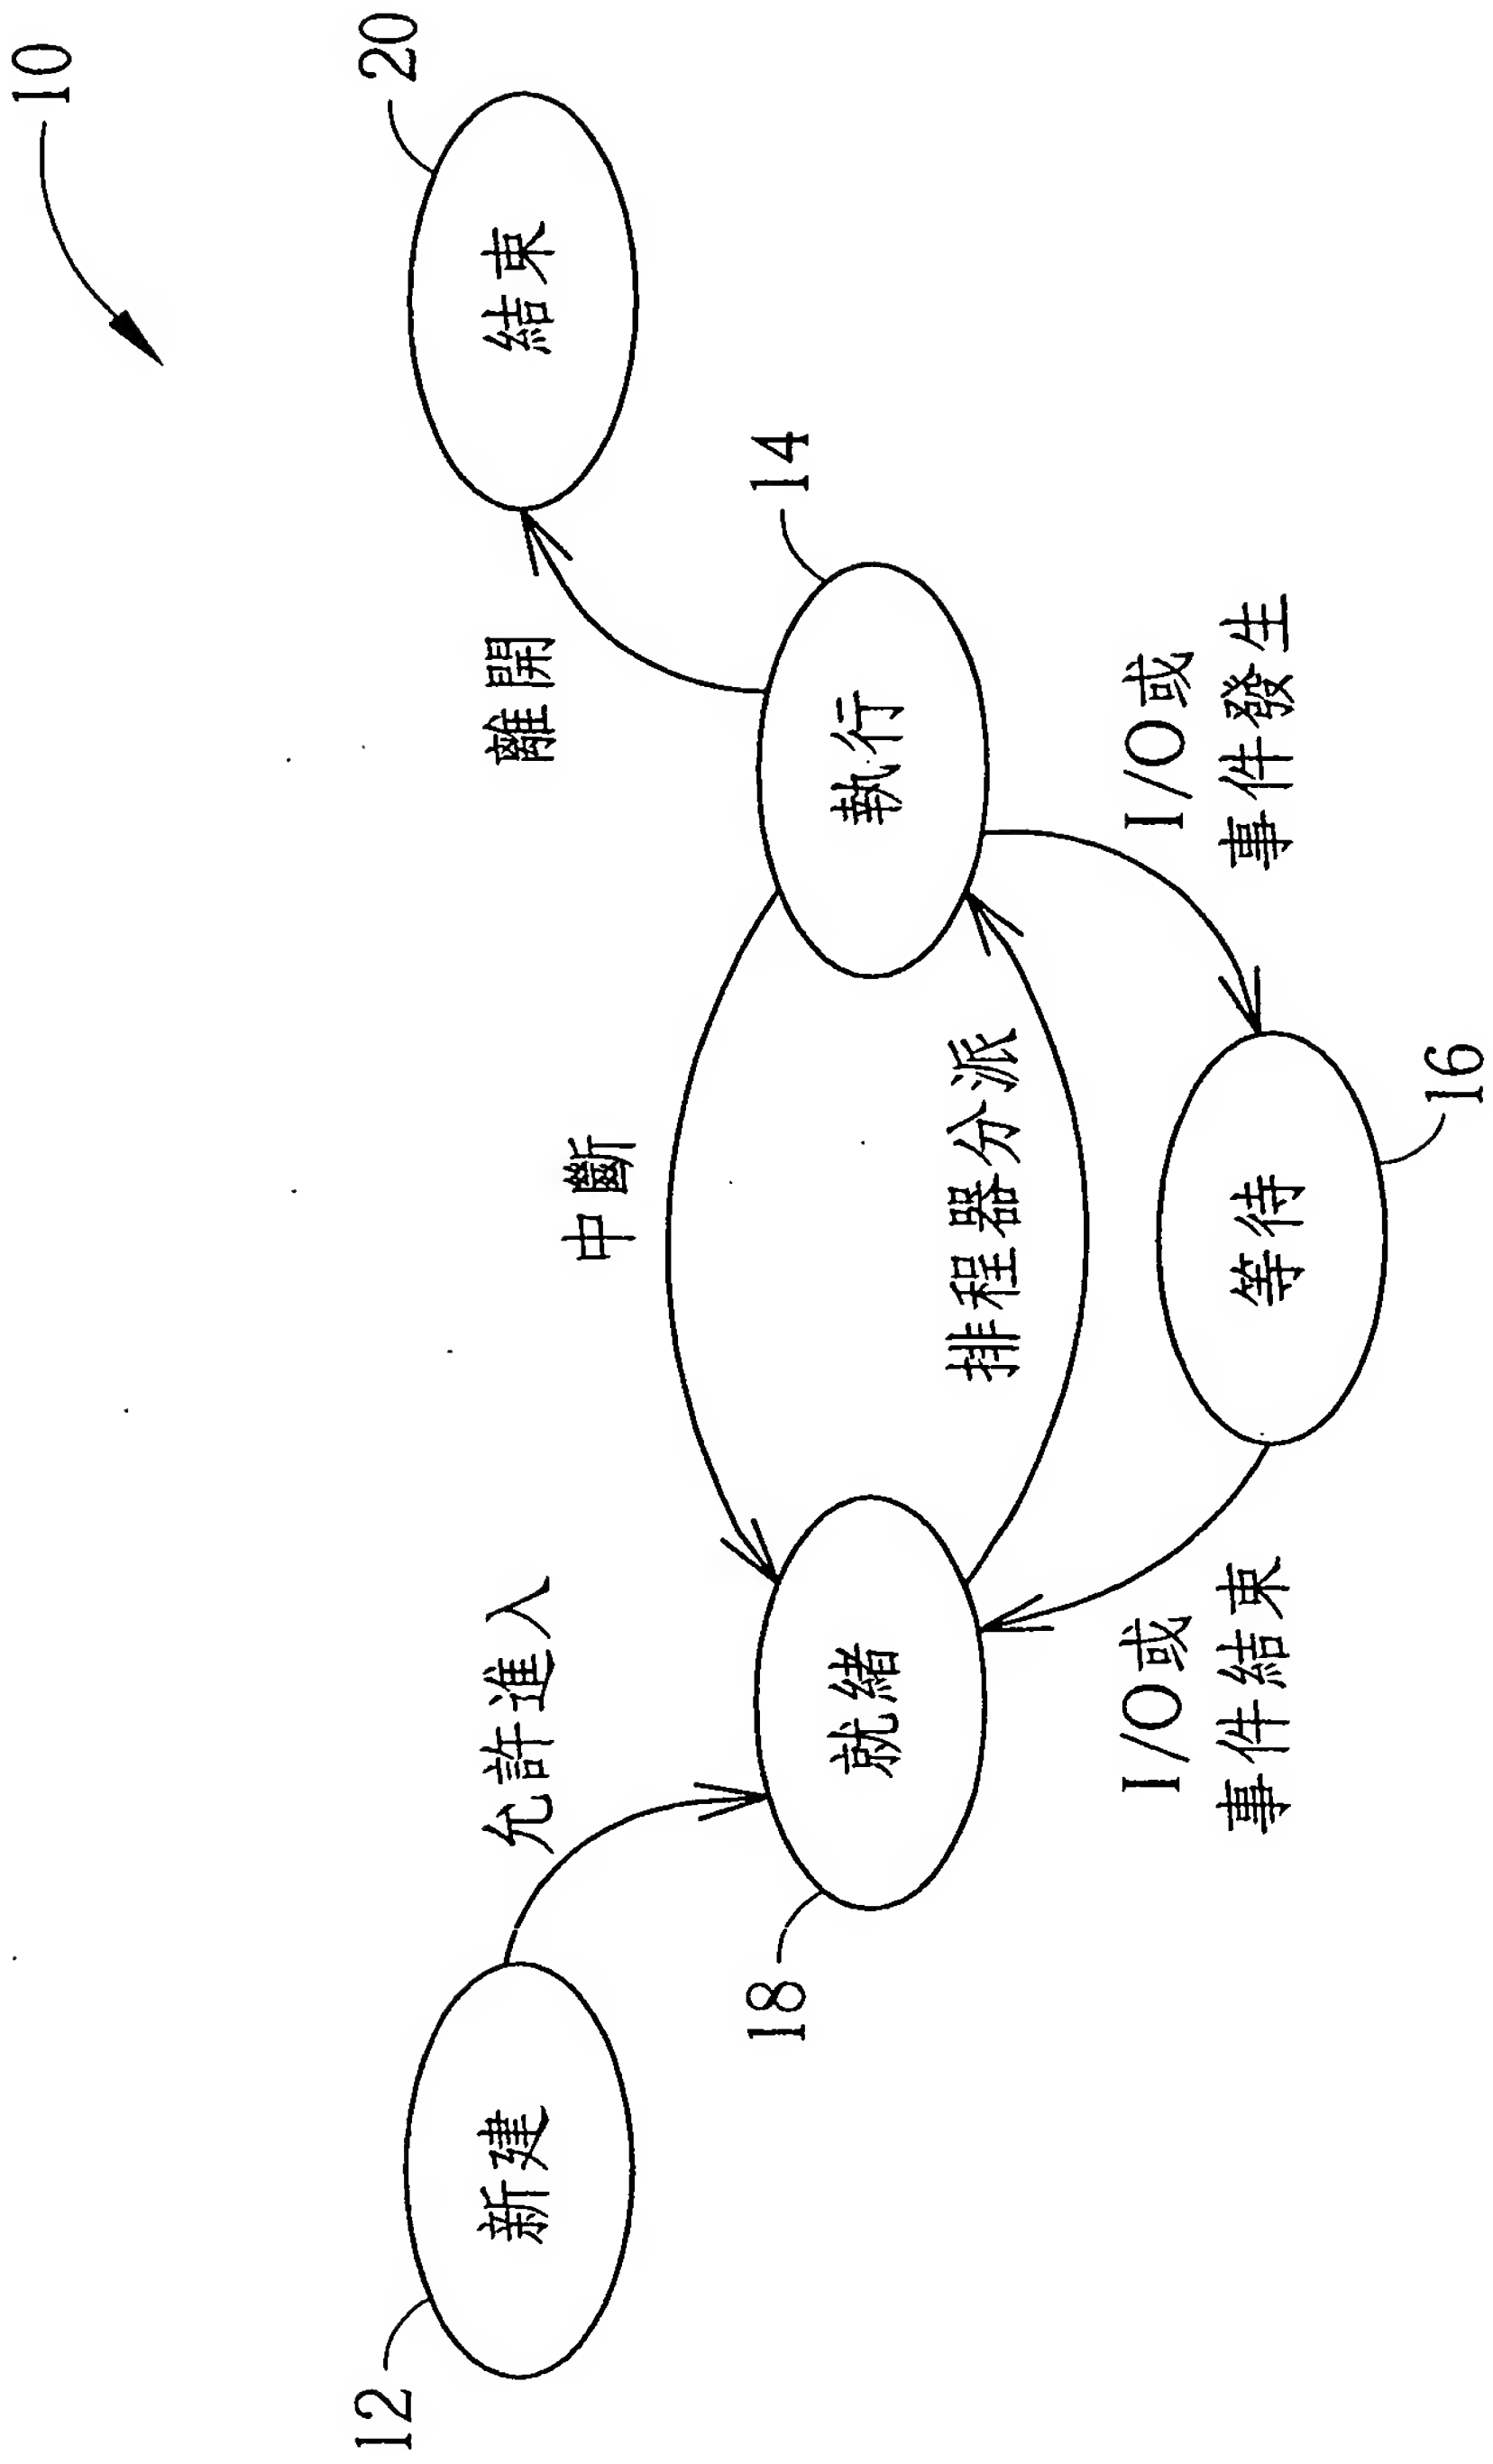 10
20
結束
離開
14
執行
中斷
排程器分派
I/O或
事件發生
16
等待
允許進入
就緒
18
I/O或
事件結束
新建
12